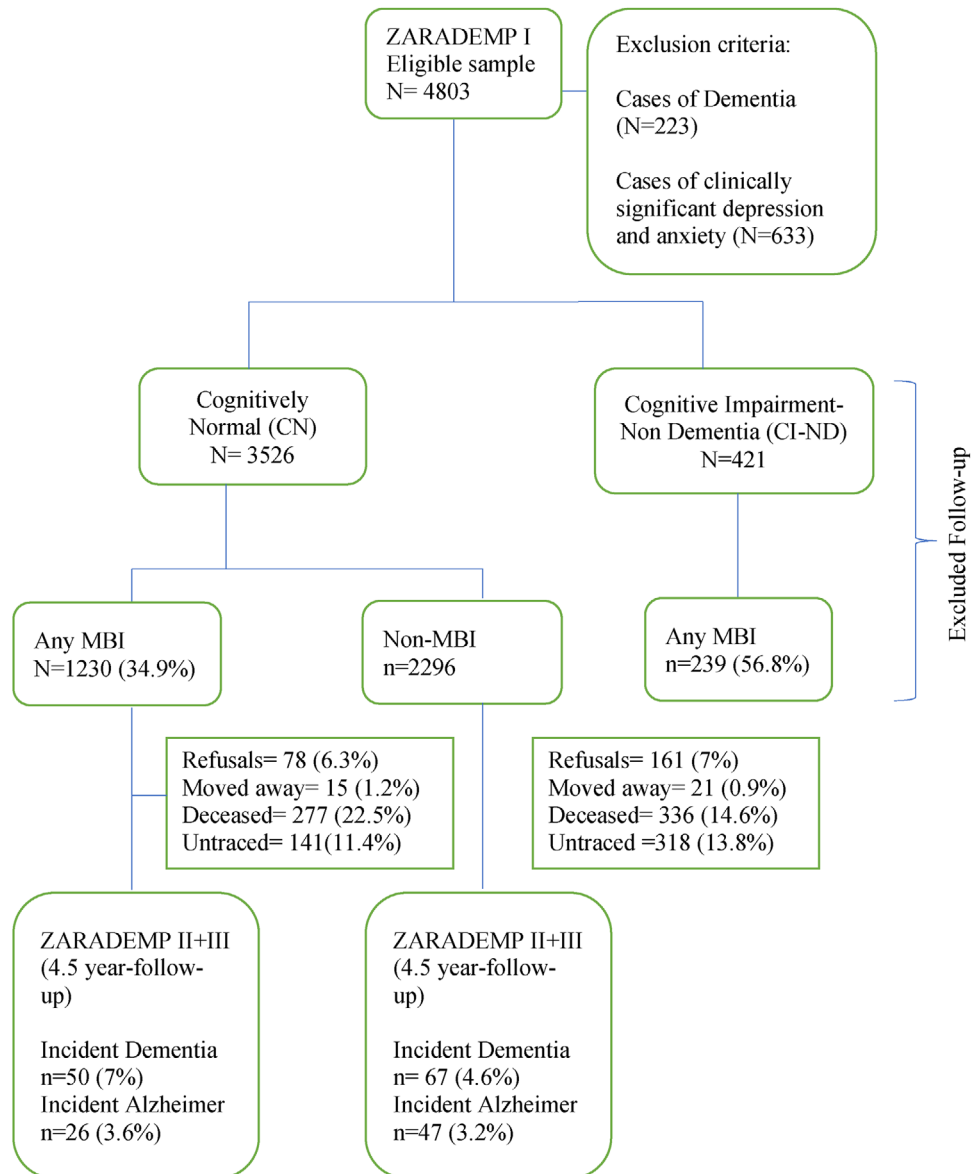 ZARADEMP I
Eligible sample
N= 4803
Exclusion criteria:
Cases of Dementia
(N=223)
Cases of clinically
significant depression
and anxiety (N=633)
Cognitively
Normal (CN)
N= 3526
Cognitive Impairment-
Non Dementia (CI-ND)
N=421
Excluded Follow-up
Any MBI
N=1230 (34.9%)
Non-MBI
n=2296
Any MBI
n=239 (56.8%)
Refusals= 78 (6.3%)
Moved away= 15 (1.2%)
Deceased= 277 (22.5%)
Untraced= 141(11.4%)
Refusals= 161 (7%)
Moved away= 21 (0.9%)
Deceased= 336 (14.6%)
Untraced =318 (13.8%)
ZARADEMP II+III
(4.5 year-follow-
up)
Incident Dementia
n=50 (7%)
Incident Alzheimer
n=26 (3.6%)
ZARADEMP II+III
(4.5 year-follow-
up)
Incident Dementia
n= 67 (4.6%)
Incident Alzheimer
n=47 (3.2%)